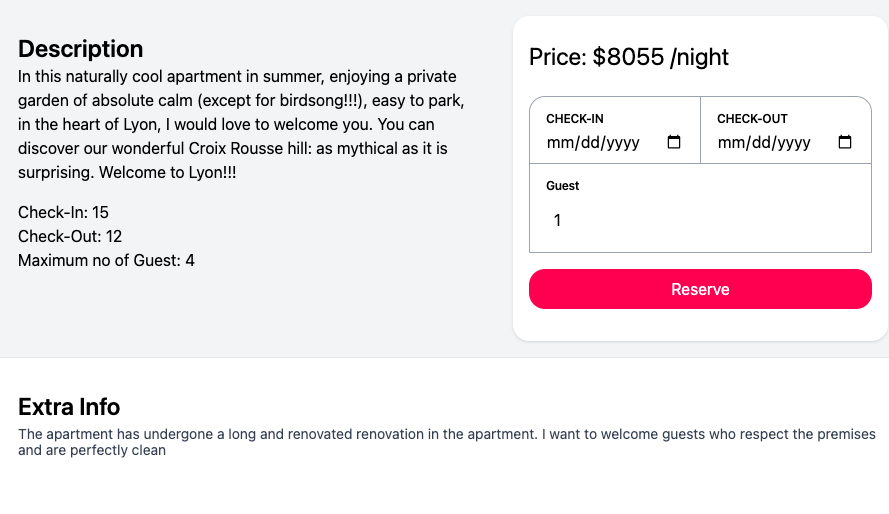 Description
In this naturally cool apartment in summer, enjoying a private
garden of absolute calm (except for birdsong!!!), easy to park,
in the heart of Lyon, I would love to welcome you. You can
discover our wonderful Croix Rousse hill: as mythical as it is
surprising. Welcome to Lyon!!!
Check-In: 15
Check-Out: 12
Maximum no of Guest: 4
Price: $8055 /night
CHECK-IN
mm/dd/yyyy
CHECK-OUT
mm/dd/yyyy
Guest
1
Reserve
Extra Info
The apartment has undergone a long and renovated renovation in the apartment. I want to welcome guests who respect the premises
and are perfectly clean